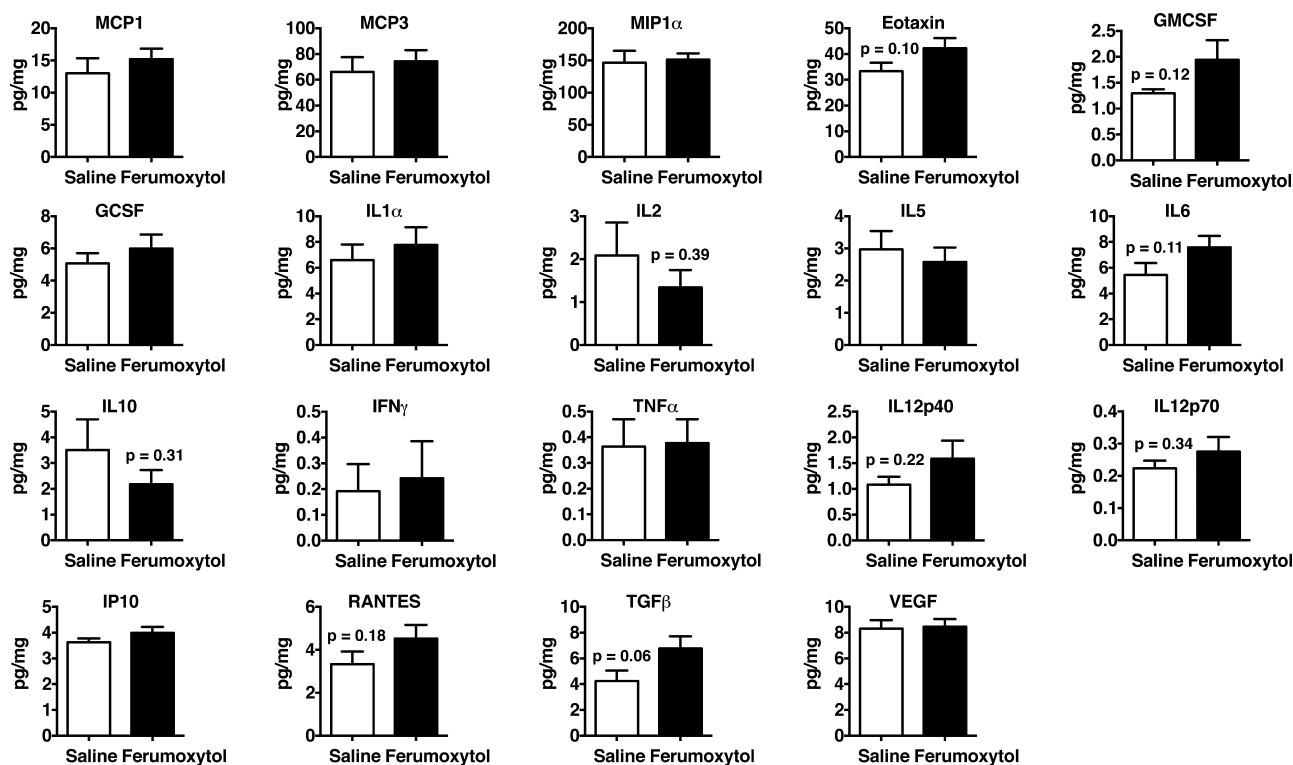 MCP1
20
15
10
5
0
pg/mg
Saline Ferumoxytol
MCP3
100
80
60
40
20
0
pg/mg
Saline Ferumoxytol
MIP1α
200
150
100
50
0
pg/mg
Saline Ferumoxytol
Eotaxin
50
40
30
20
10
0
pg/mg
p = 0.10
Saline Ferumoxytol
GMCSF
2.5
2.0
1.5
1.0
0.5
0.0
pg/mg
p = 0.12
Saline Ferumoxytol
GCSF
8
6
4
2
0
pg/mg
Saline Ferumoxytol
IL1α
10
8
6
4
2
0
pg/mg
Saline Ferumoxytol
IL2
3
2
1
0
pg/mg
p = 0.39
Saline Ferumoxytol
IL5
4
3
2
1
0
pg/mg
Saline Ferumoxytol
IL6
10
8
6
4
2
0
pg/mg
p = 0.11
Saline Ferumoxytol
IL10
5
4
3
2
1
0
pg/mg
p = 0.31
Saline Ferumoxytol
IFNγ
0.5
0.4
0.3
0.2
0.1
0.0
pg/mg
Saline Ferumoxytol
TNFα
0.5
0.4
0.3
0.2
0.1
0.0
pg/mg
Saline Ferumoxytol
IL12p40
2.5
2.0
1.5
1.0
0.5
0.0
pg/mg
p = 0.22
Saline Ferumoxytol
IL12p70
0.4
0.3
0.2
0.1
0.0
pg/mg
p = 0.34
Saline Ferumoxytol
IP10
5
4
3
2
1
0
pg/mg
Saline Ferumoxytol
RANTES
6
4
2
0
pg/mg
p = 0.18
Saline Ferumoxytol
TGFβ
10
8
6
4
2
0
pg/mg
p = 0.06
Saline Ferumoxytol
VEGF
10
8
6
4
2
0
pg/mg
Saline Ferumoxytol